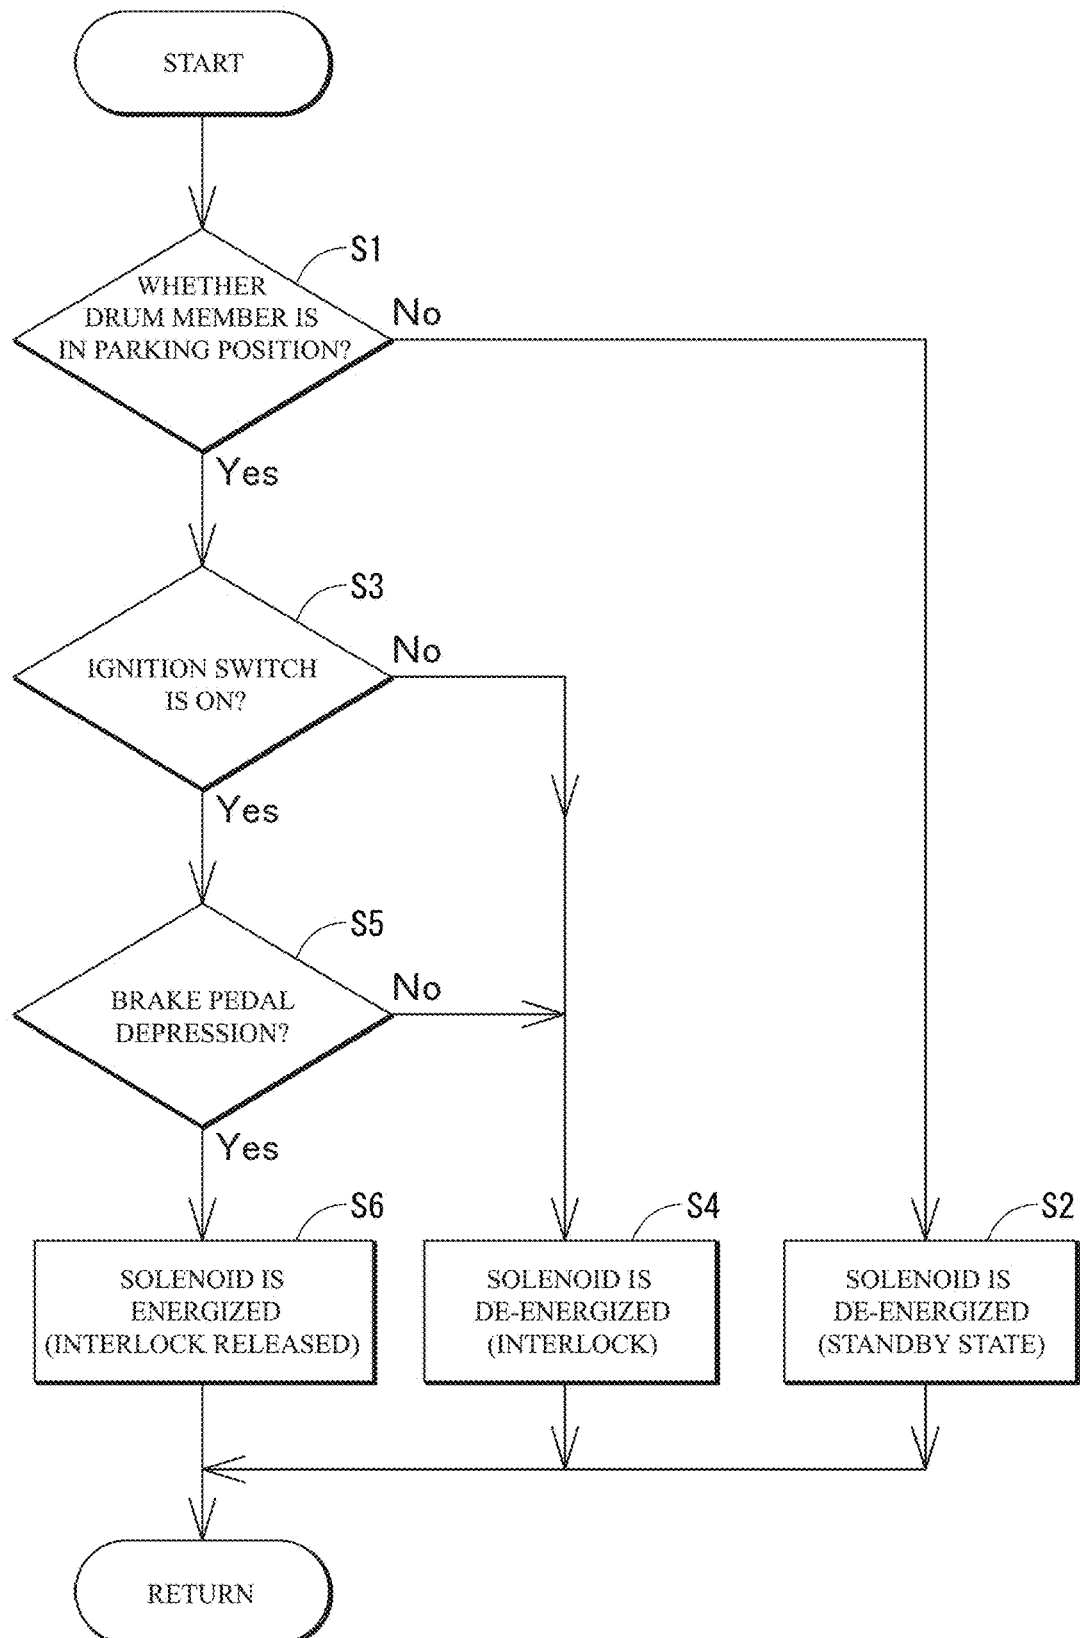 START
S1
WHETHER
DRUM MEMBER IS
IN PARKING POSITION?
No
Yes
S3
IGNITION SWITCH
IS ON?
No
Yes
S5
BRAKE PEDAL
DEPRESSION?
No
Yes
S6
SOLENOID IS
ENERGIZED
(INTERLOCK RELEASED)
S4
SOLENOID IS
DE-ENERGIZED
(INTERLOCK)
S2
SOLENOID IS
DE-ENERGIZED
(STANDBY STATE)
RETURN